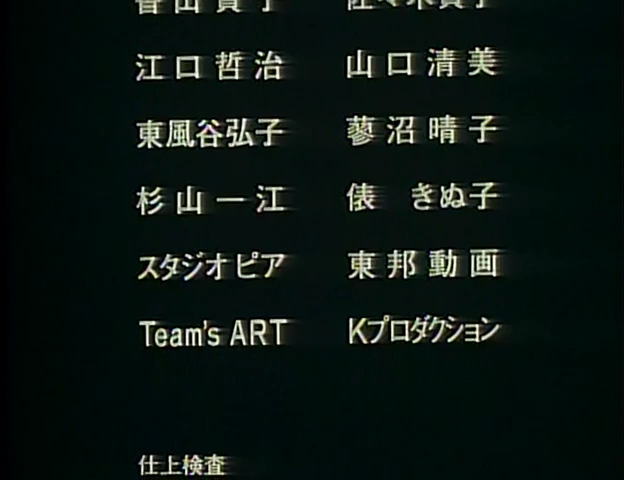 江口哲治 山口清美
東風谷弘子 蓼沼晴子
杉山一江 俵 きぬ子
スタジオピア 東邦動画
Team's ART Kプロダクション
仕上検査